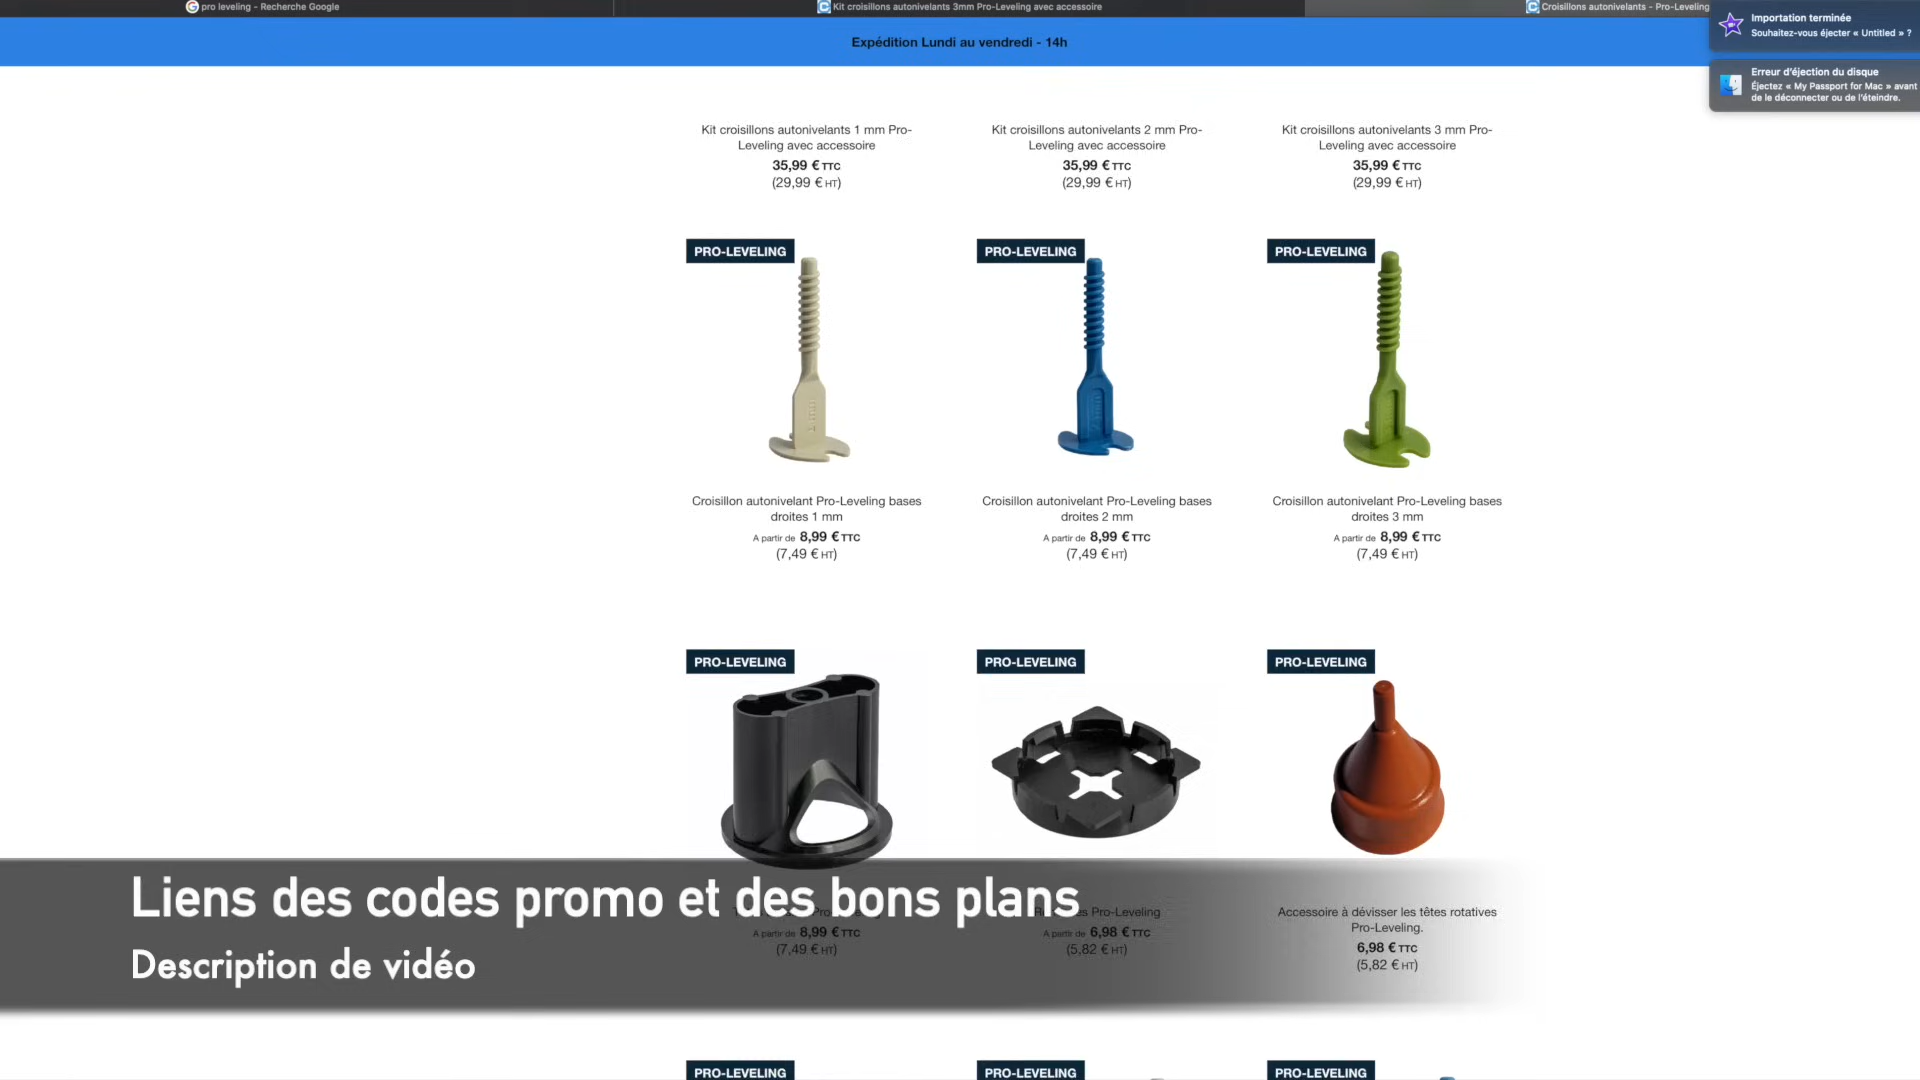 pro leveling - Recherche Google
Kit croisillons autonivelants 3mm Pro-Leveling avec accessoire
Croisillons autonivelants - Pro-Leveling
Importation terminée
Souhaitez-vous éjecter « Untitled » ?
Erreur d'éjection du disque
Éjectez « My Passport for Mac » avant
de le déconnecter ou de l'éteindre.
Expédition Lundi au vendredi - 14h
Kit croisillons autonivelants 1 mm Pro-
Leveling avec accessoire
35,99 € TTC
(29,99 € HT)
Kit croisillons autonivelants 2 mm Pro-
Leveling avec accessoire
35,99 € TTC
(29,99 € HT)
Kit croisillons autonivelants 3 mm Pro-
Leveling avec accessoire
35,99 € TTC
(29,99 € HT)
PRO-LEVELING
PRO-LEVELING
PRO-LEVELING
Croisillon autonivelant Pro-Leveling bases
droites 1 mm
A partir de 8,99 € TTC
(7,49 € HT)
Croisillon autonivelant Pro-Leveling bases
droites 2 mm
A partir de 8,99 € TTC
(7,49 € HT)
Croisillon autonivelant Pro-Leveling bases
droites 3 mm
A partir de 8,99 € TTC
(7,49 € HT)
PRO-LEVELING
PRO-LEVELING
PRO-LEVELING
A partir de 8,99 € TTC
(7,49 € HT)
Pro-Leveling
A partir de 6,98 € TTC
(5,82 € HT)
Accessoire à dévisser les têtes rotatives
Pro-Leveling.
6,98 € TTC
(5,82 € HT)
Liens des codes promo et des bons plans
Description de vidéo
PRO-LEVELING
PRO-LEVELING
PRO-LEVELING